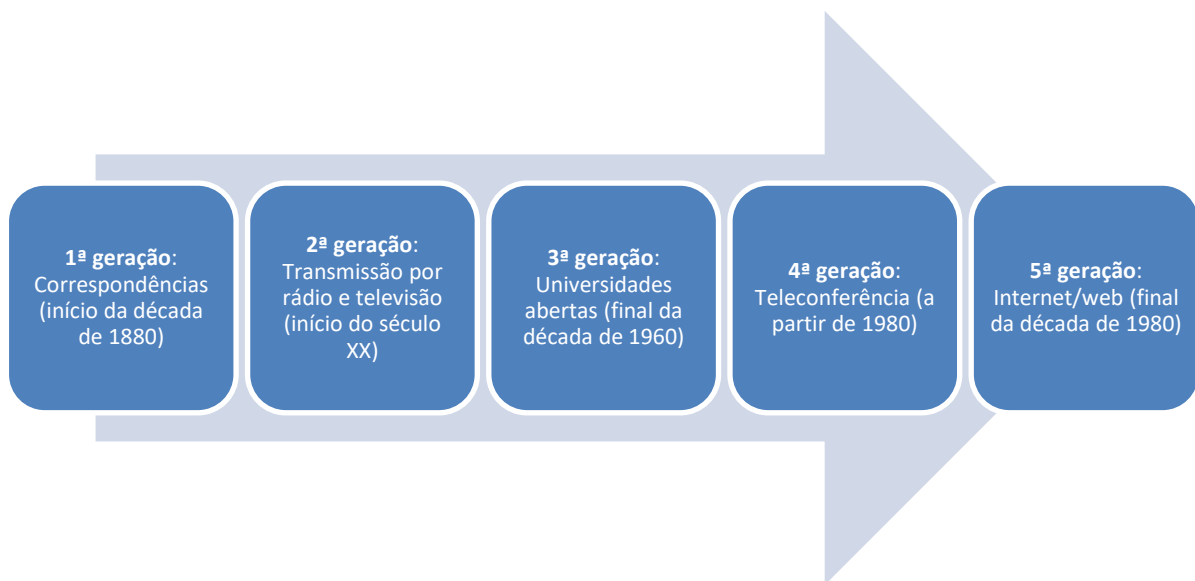 1ª geração:
Correspondências
(início da década
de 1880)
2ª geração:
Transmissão por
rádio e televisão
(início do século
XX)
3ª geração:
Universidades
abertas (final da
década de 1960)
4ª geração:
Teleconferência (a
partir de 1980)
5ª geração:
Internet/web (final
da década de 1980)